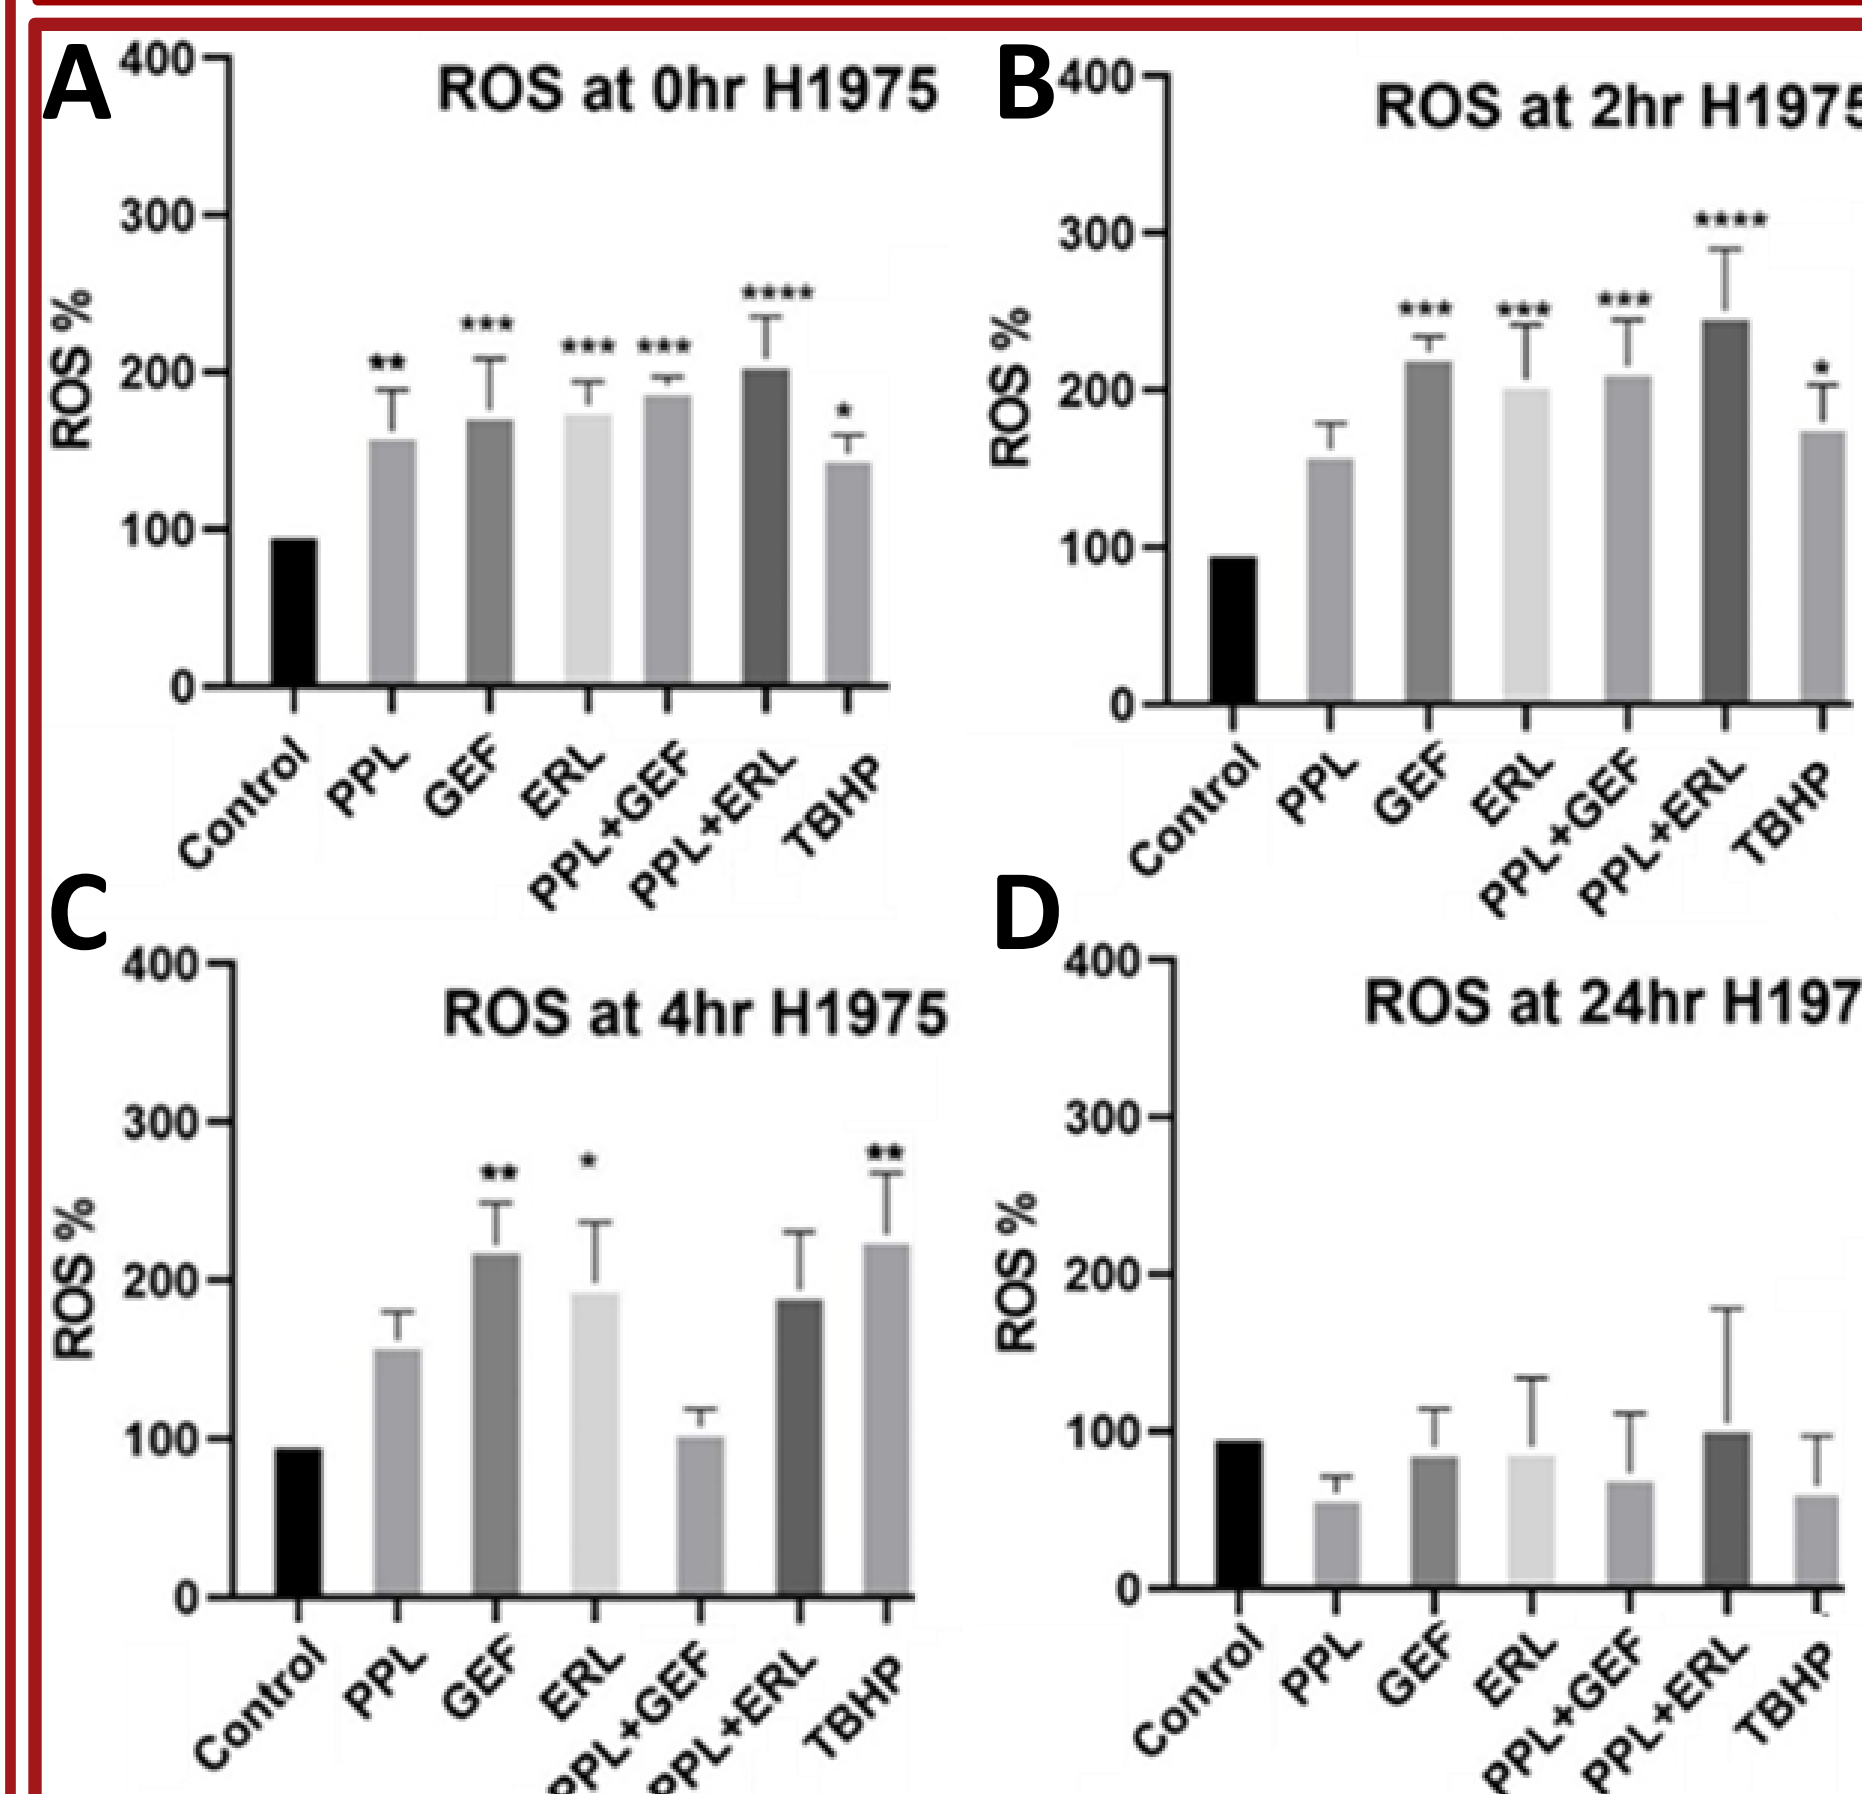 A
ROS at 0hr H1975
400
300
200
100
0
ROS %
**
***
***
***
****
*
Control
PPL
GEF
ERL
PPL+GEF
PPL+ERL
TBHP
B
ROS at 2hr H1975
400
300
200
100
0
ROS %
***
***
***
****
*
Control
PPL
GEF
ERL
PPL+GEF
PPL+ERL
TBHP
C
ROS at 4hr H1975
400
300
200
100
0
ROS %
**
*
**
Control
PPL
GEF
ERL
PPL+GEF
PPL+ERL
TBHP
D
ROS at 24hr H197
400
300
200
100
0
ROS %
Control
PPL
GEF
ERL
PPL+GEF
PPL+ERL
TBHP